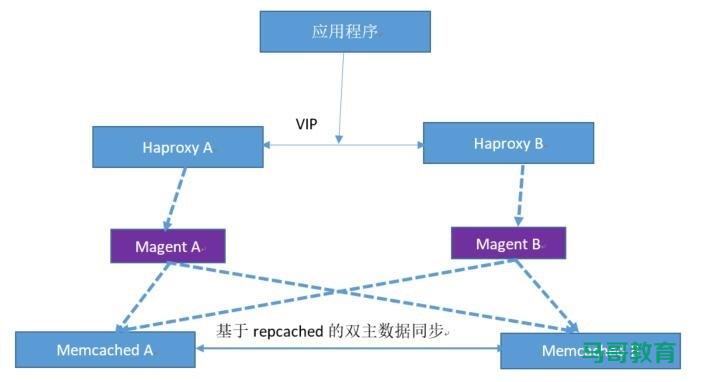 应用程序
VIP
Haproxy A
Haproxy B
Magent A
Magent B
基于 repcached 的双主数据同步
Memcached A
Memcached
马哥教育